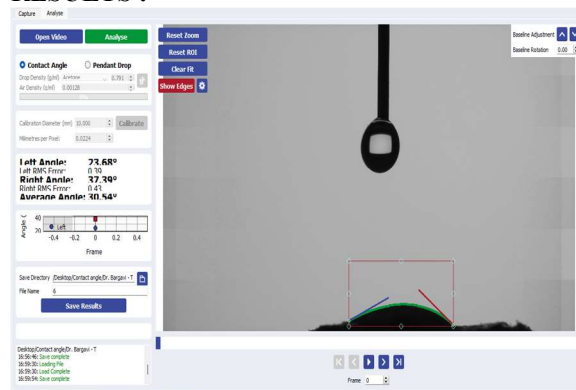 RESULTS :
Capture Analyse
Open Video Analyse
Contact Angle Pendant Drop
Drop Density (g/ml) Acetone 0.791
Air Density (g/ml) 0.00128
Calibration Diameter (mm) 10.000 Calibrate
Millimetres per Pixel: 0.0224
Left Angle: 23.68°
Left RMS Error: 0.39
Right Angle: 37.39°
Right RMS Error: 0.43
Average Angle: 30.54°
Angle (
40
20
Left
-0.4 -0.2 0 0.2 0.4
Frame
Save Directory /Desktop/Contact angle/Dr. Bargavi - T
File Name 6
Save Results
Desktop/Contact angle/Dr. Bargavi - T
16:56:46: Save complete
16:59:30: Loading File
16:59:30: Load Complete
16:59:54: Save complete
Reset Zoom
Reset ROI
Clear Fit
Show Edges
Baseline Adjustment
Baseline Rotation 0.00
Frame 0